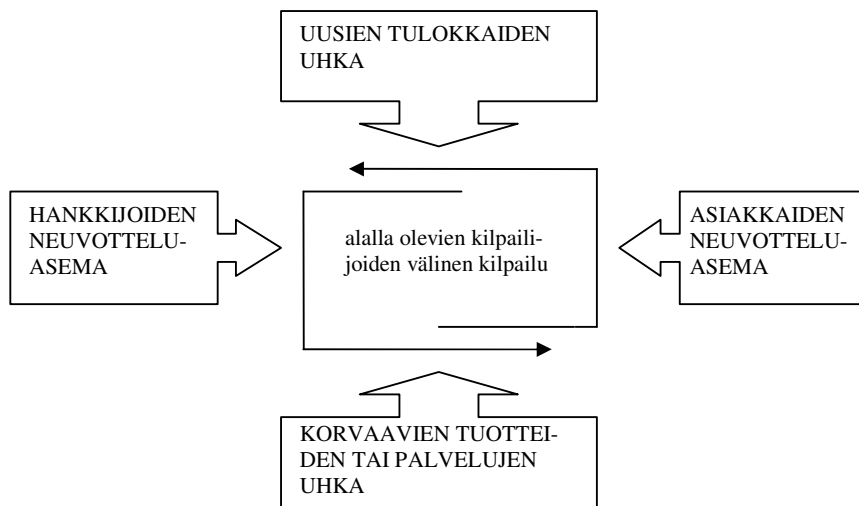 UUSIEN TULOKKAIDEN
UHKA
HANKKIJOIDEN
NEUVOTTELU-
ASEMA
alalla olevien kilpaili-
joiden välinen kilpailu
ASIAKKAIDEN
NEUVOTTELU-
ASEMA
KORVAAVIEN TUOTTEI-
DEN TAI PALVELUJEN
UHKA